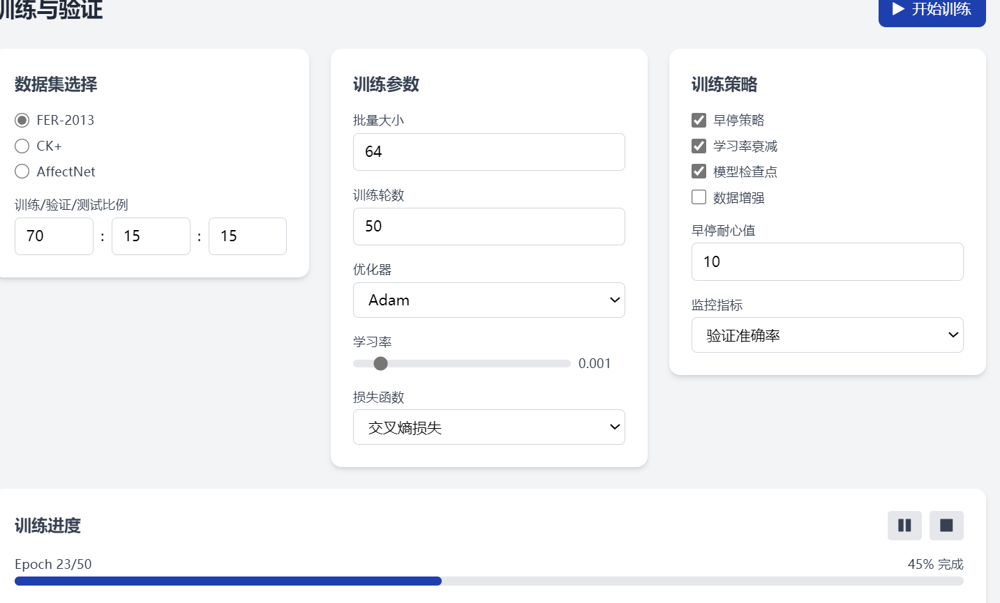 训练与验证
开始训练
数据集选择
FER-2013
CK+
AffectNet
训练/验证/测试比例
70 : 15 : 15
训练参数
批量大小
64
训练轮数
50
优化器
Adam
学习率
0.001
损失函数
交叉熵损失
训练策略
早停策略
学习率衰减
模型检查点
数据增强
早停耐心值
10
监控指标
验证准确率
训练进度
Epoch 23/50
45% 完成